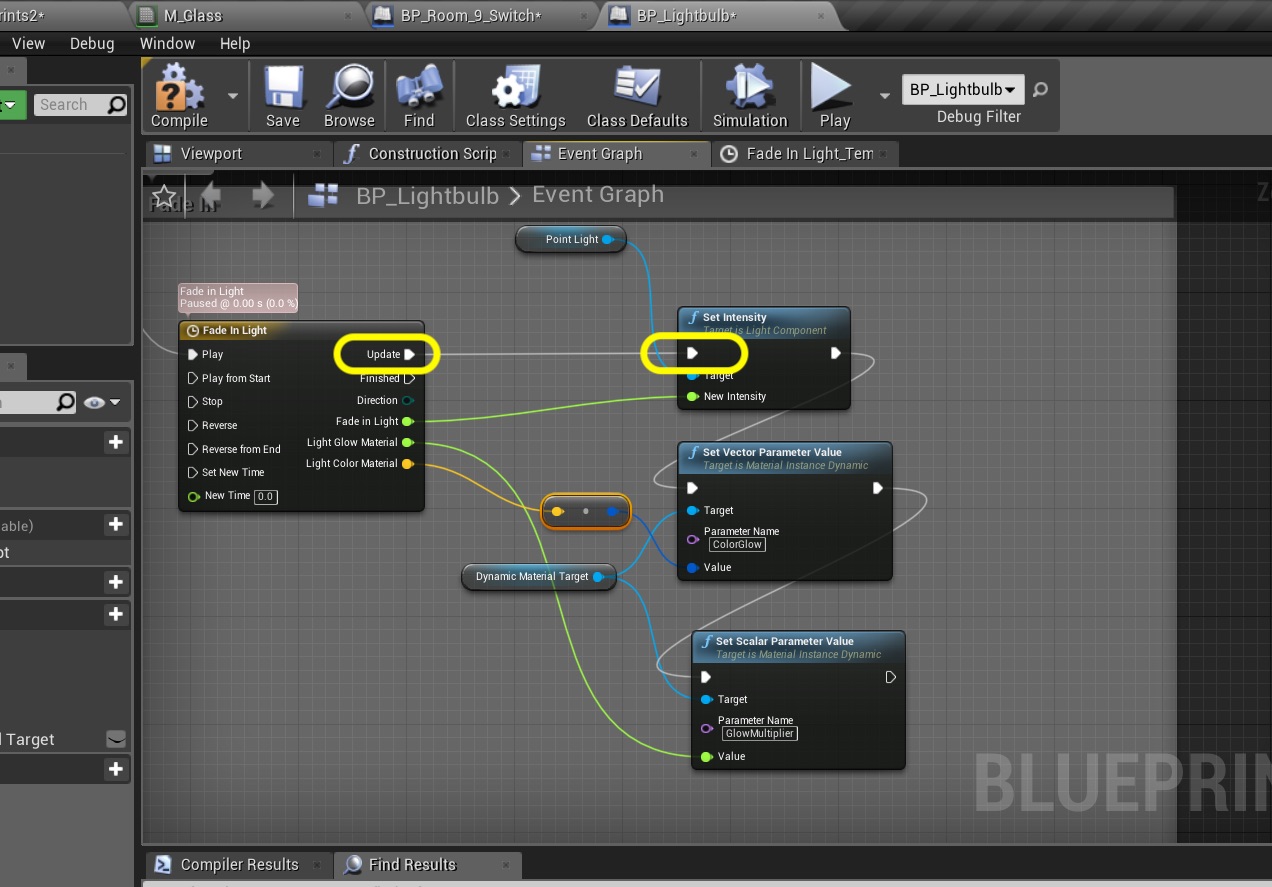 rints2*
M_Glass
BP_Room_9_Switch*
BP_Lightbulb*
View Debug Window Help
Search
Compile
Save
Browse
Find
Class Settings
Class Defaults
Simulation
Play
BP_Lightbulb
Debug Filter
Viewport
Construction Scrip
Event Graph
Fade In Light_Tem
Fade In
BP_Lightbulb > Event Graph
Z
Point Light
Fade in Light
Paused @ 0.00 s (0.0 %)
Fade In Light
Play
Update
Play from Start
Finished
Stop
Direction
Reverse
Fade in Light
Reverse from End
Light Glow Material
Set New Time
Light Color Material
New Time 0.0
Set Intensity
Target is Light Component
Target
New Intensity
Set Vector Parameter Value
Target is Material Instance Dynamic
Target
Parameter Name
ColorGlow
Value
Dynamic Material Target
Set Scalar Parameter Value
Target is Material Instance Dynamic
Target
Parameter Name
GlowMultiplier
Value
able)
pt
l Target
BLUEPRIN
Compiler Results
Find Results